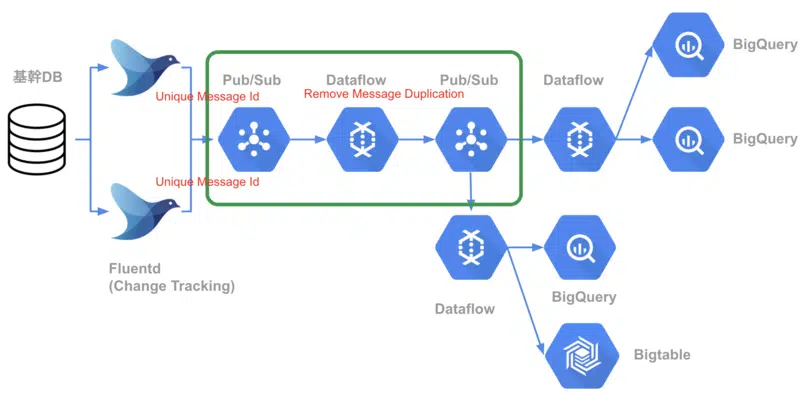 基幹DB
Unique Message Id
Unique Message Id
Fluentd
(Change Tracking)
Pub/Sub
Dataflow
Pub/Sub
Remove Message Duplication
Dataflow
BigQuery
BigQuery
Dataflow
BigQuery
Bigtable